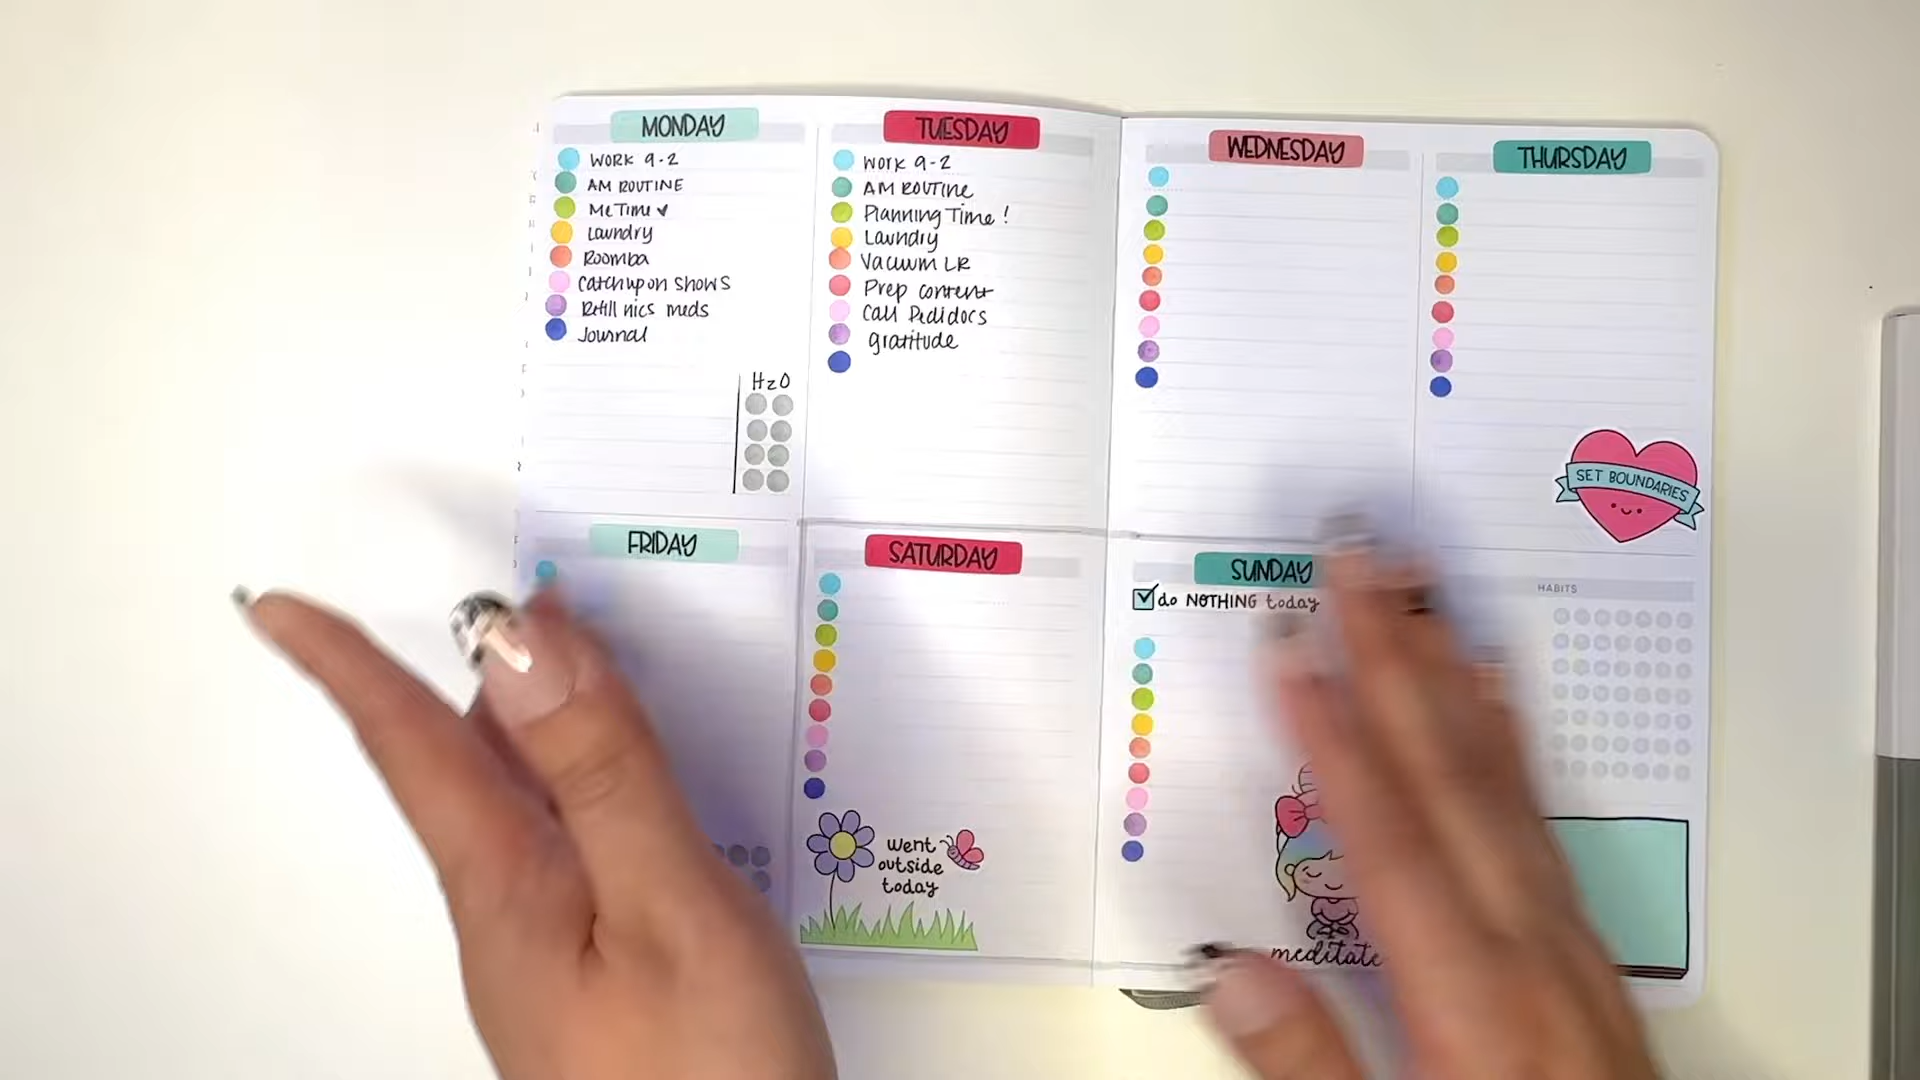 MONDAY
WORK 9-2
AM ROUTINE
Me Time
Laundry
Roomba
Catch up on shows
Refill nics meds
Journal
H2O
TUESDAY
Work 9-2
AM ROUTINE
Planning Time !
Laundry
Vacuum LR
Prep content
Call Pedidocs
gratitude
WEDNESDAY
THURSDAY
SET BOUNDARIES
FRIDAY
SATURDAY
went
outside
today
SUNDAY
do NOTHING today
meditate
HABITS